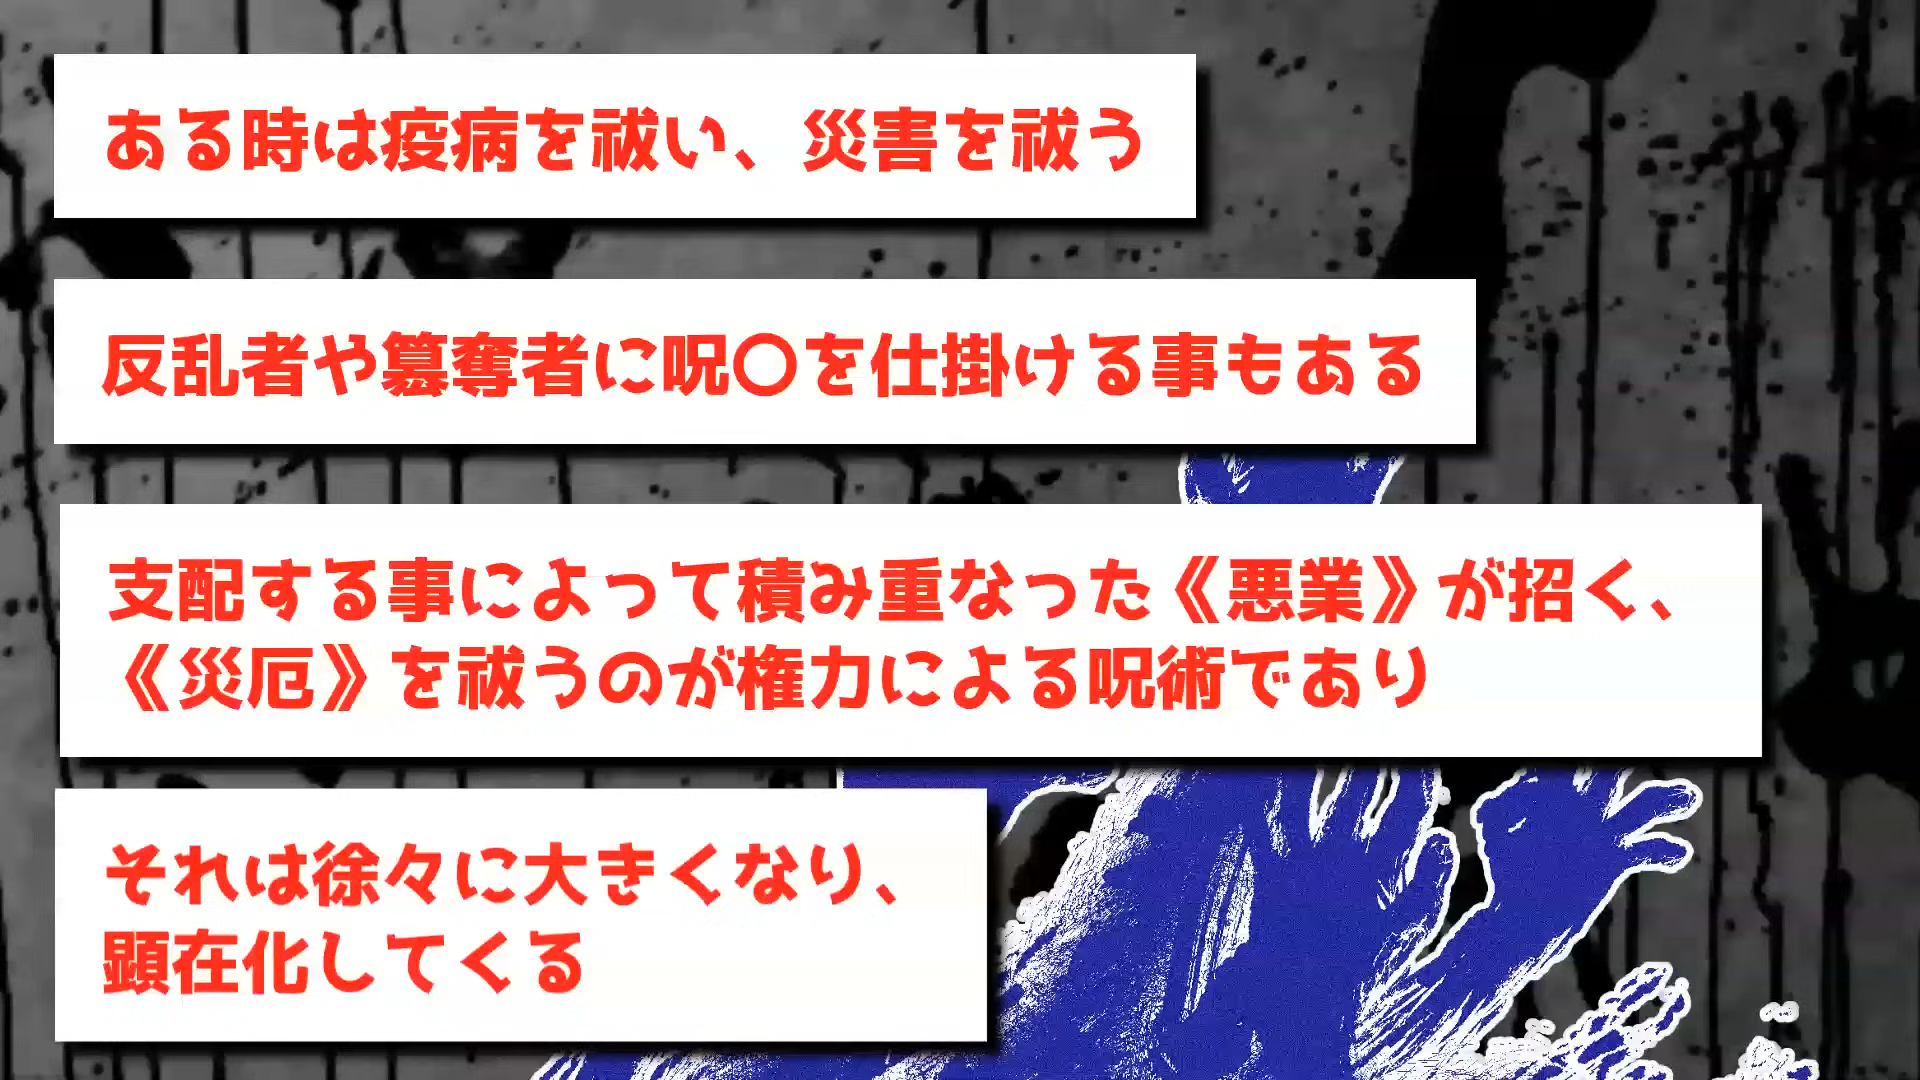 ある時は疫病を祓い、災害を祓う
反乱者や簒奪者に呪〇を仕掛ける事もある
支配する事によって積み重なった《悪業》が招く、
《災厄》を祓うのが権力による呪術であり
それは徐々に大きくなり、
顕在化してくる